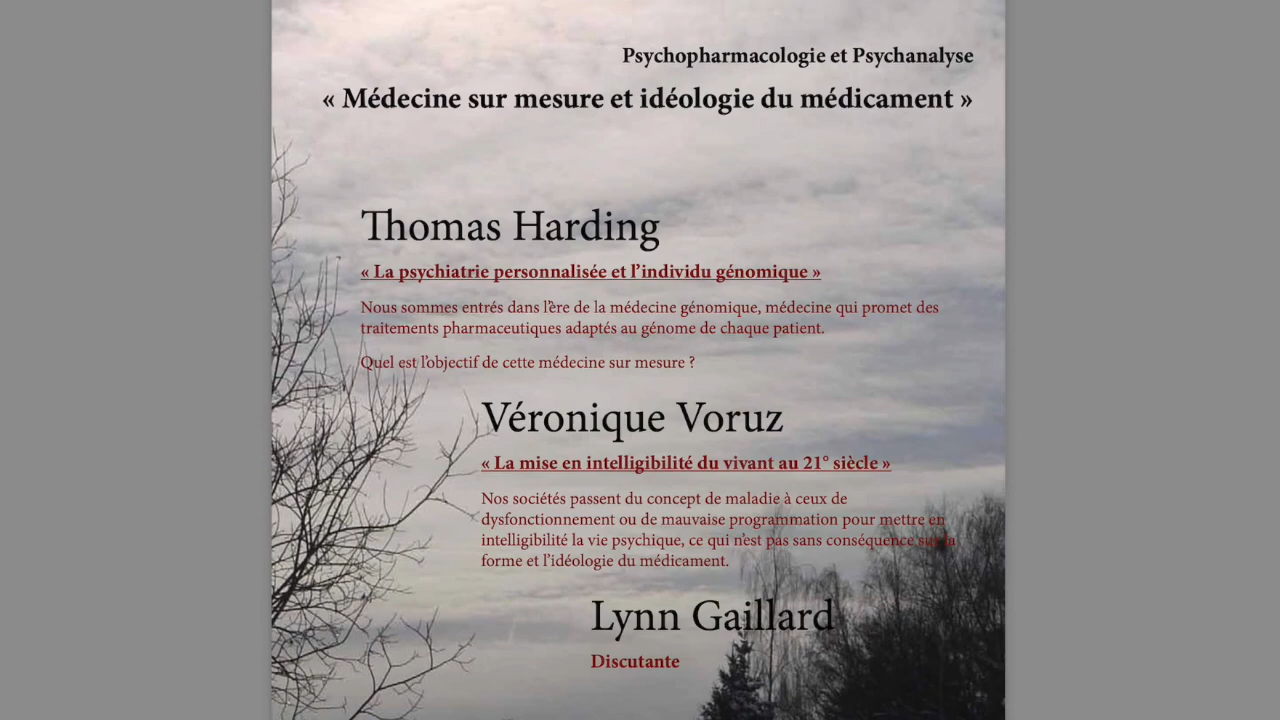 Psychopharmacologie et Psychanalyse
« Médecine sur mesure et idéologie du médicament »
Thomas Harding
« La psychiatrie personnalisée et l’individu génomique »
Nous sommes entrés dans l’ère de la médecine génomique, médecine qui promet des
traitements pharmaceutiques adaptés au génome de chaque patient.
Quel est l’objectif de cette médecine sur mesure ?
Véronique Voruz
« La mise en intelligibilité du vivant au 21° siècle »
Nos sociétés passent du concept de maladie à ceux de
dysfonctionnement ou de mauvaise programmation pour mettre en
intelligibilité la vie psychique, ce qui n’est pas sans conséquence sur la
forme et l’idéologie du médicament.
Lynn Gaillard
Discutante